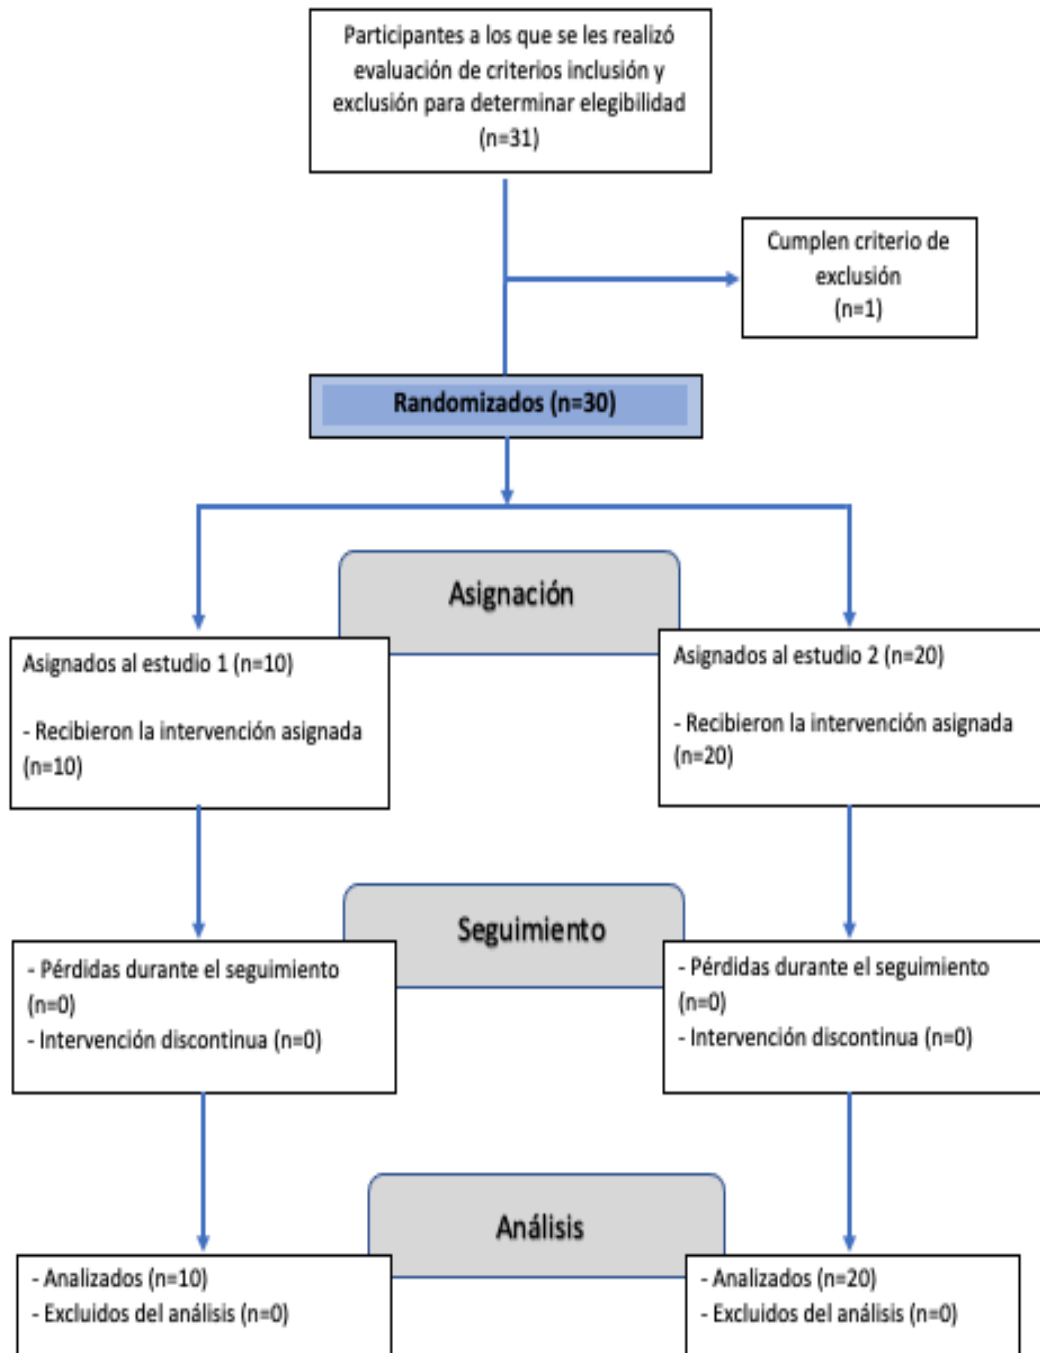 Participantes a los que se les realizó
evaluación de criterios inclusión y
exclusión para determinar elegibilidad
(n=31)
Cumplen criterio de
exclusión
(n=1)
Randomizados (n=30)
Asignación
Asignados al estudio 1 (n=10)
- Recibieron la intervención asignada
(n=10)
Asignados al estudio 2 (n=20)
- Recibieron la intervención asignada
(n=20)
Seguimiento
- Pérdidas durante el seguimiento
(n=0)
- Intervención discontinua (n=0)
- Pérdidas durante el seguimiento
(n=0)
- Intervención discontinua (n=0)
Análisis
- Analizados (n=10)
- Excluidos del análisis (n=0)
- Analizados (n=20)
- Excluidos del análisis (n=0)